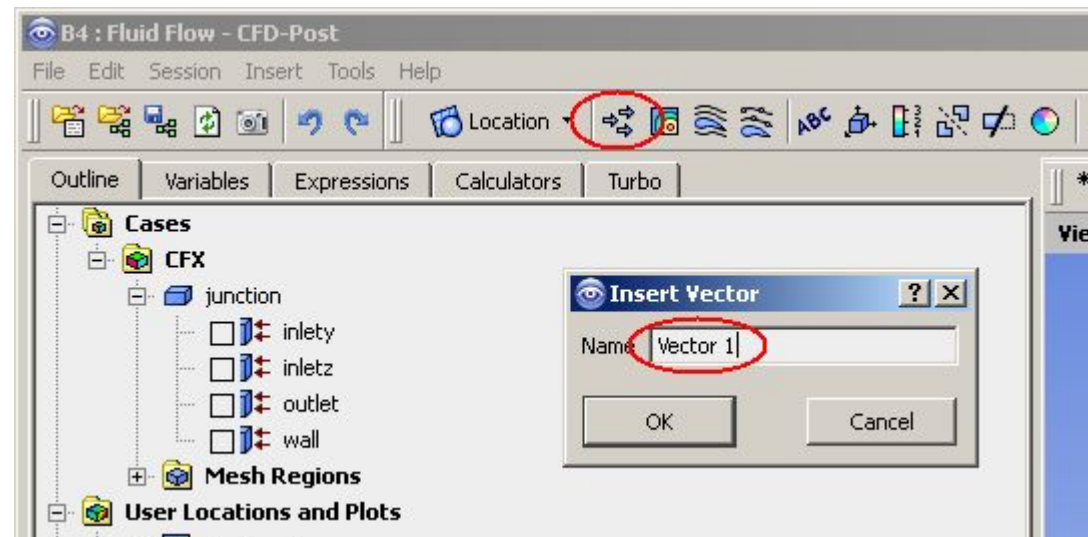 B4 : Fluid Flow - CFD-Post
File Edit Session Insert Tools Help
Location ABC
Outline Variables Expressions Calculators Turbo
Cases
CFX
junction
inlety
inletz
outlet
wall
Mesh Regions
User Locations and Plots
Insert Vector
Name Vector 1
OK Cancel
*
Vie